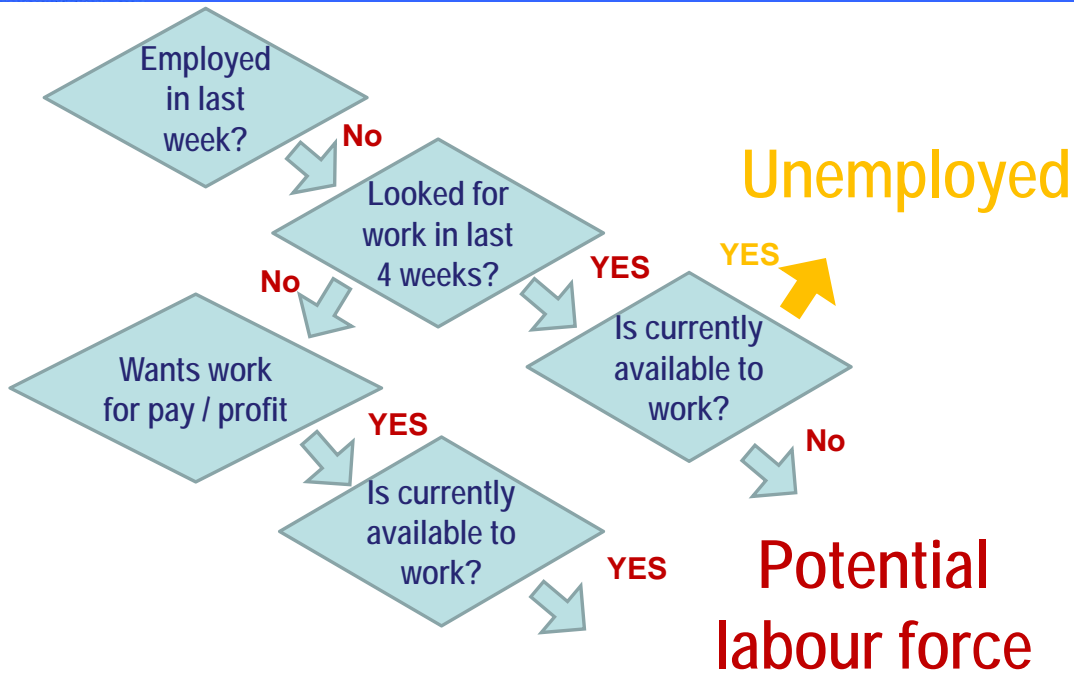 Employed
in last
week?
No
Unemployed
Looked for
work in last
4 weeks?
YES
YES
No
Is currently
available to
work?
Wants work
for pay / profit
YES
No
Is currently
available to
work?
YES
Potential
labour force